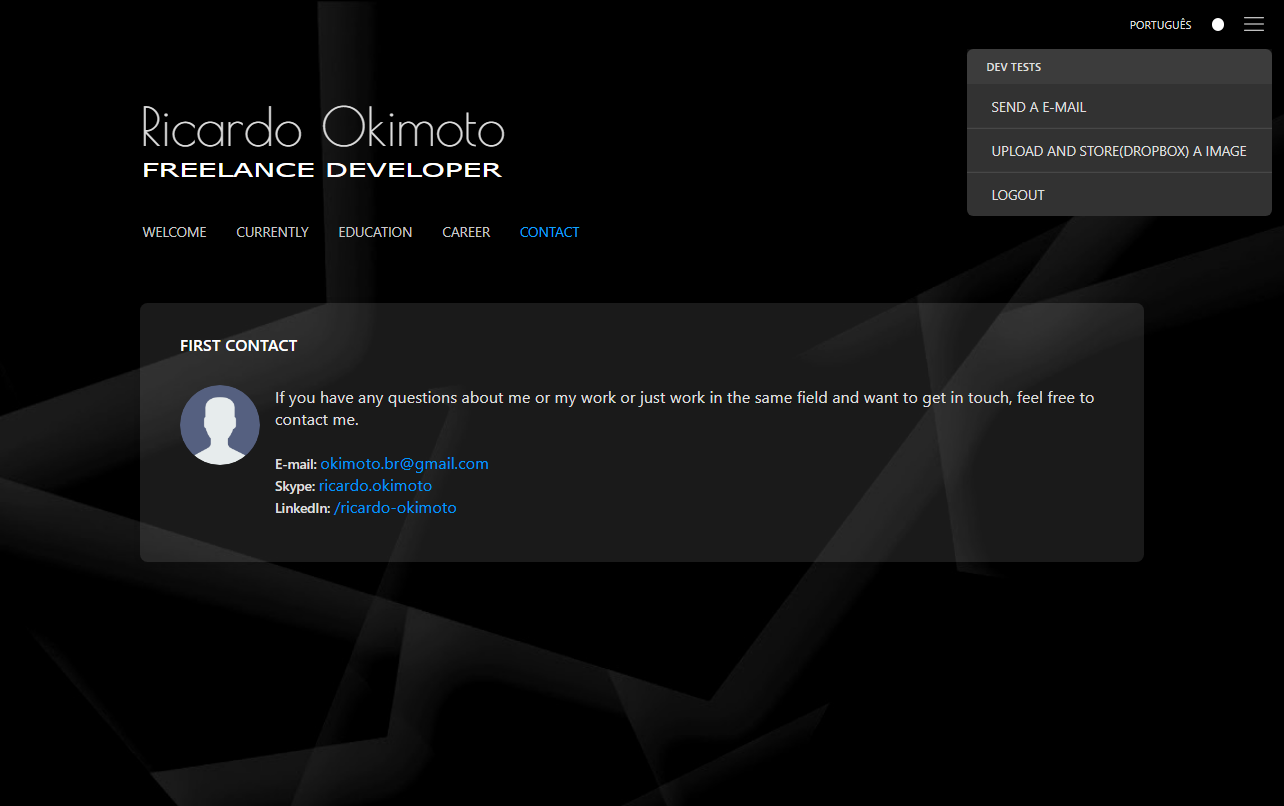 PORTUGUÊS
DEV TESTS
SEND A E-MAIL
UPLOAD AND STORE(DROPBOX) A IMAGE
LOGOUT
Ricardo Okimoto
FREELANCE DEVELOPER
WELCOME CURRENTLY EDUCATION CAREER CONTACT
FIRST CONTACT
If you have any questions about me or my work or just work in the same field and want to get in touch, feel free to
contact me.
E-mail: okimoto.br@gmail.com
Skype: ricardo.okimoto
LinkedIn: /ricardo-okimoto